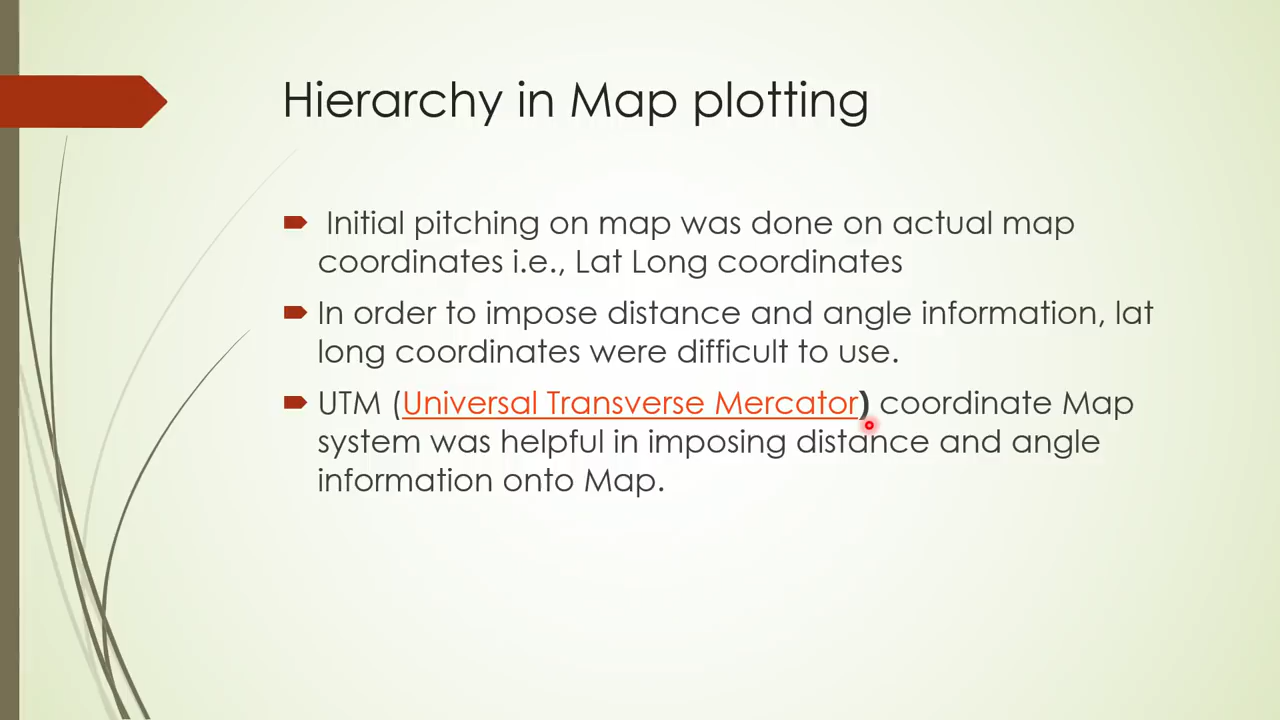 Hierarchy in Map plotting
Initial pitching on map was done on actual map
coordinates i.e., Lat Long coordinates
In order to impose distance and angle information, lat
long coordinates were difficult to use.
UTM (Universal Transverse Mercator) coordinate Map
system was helpful in imposing distance and angle
information onto Map.